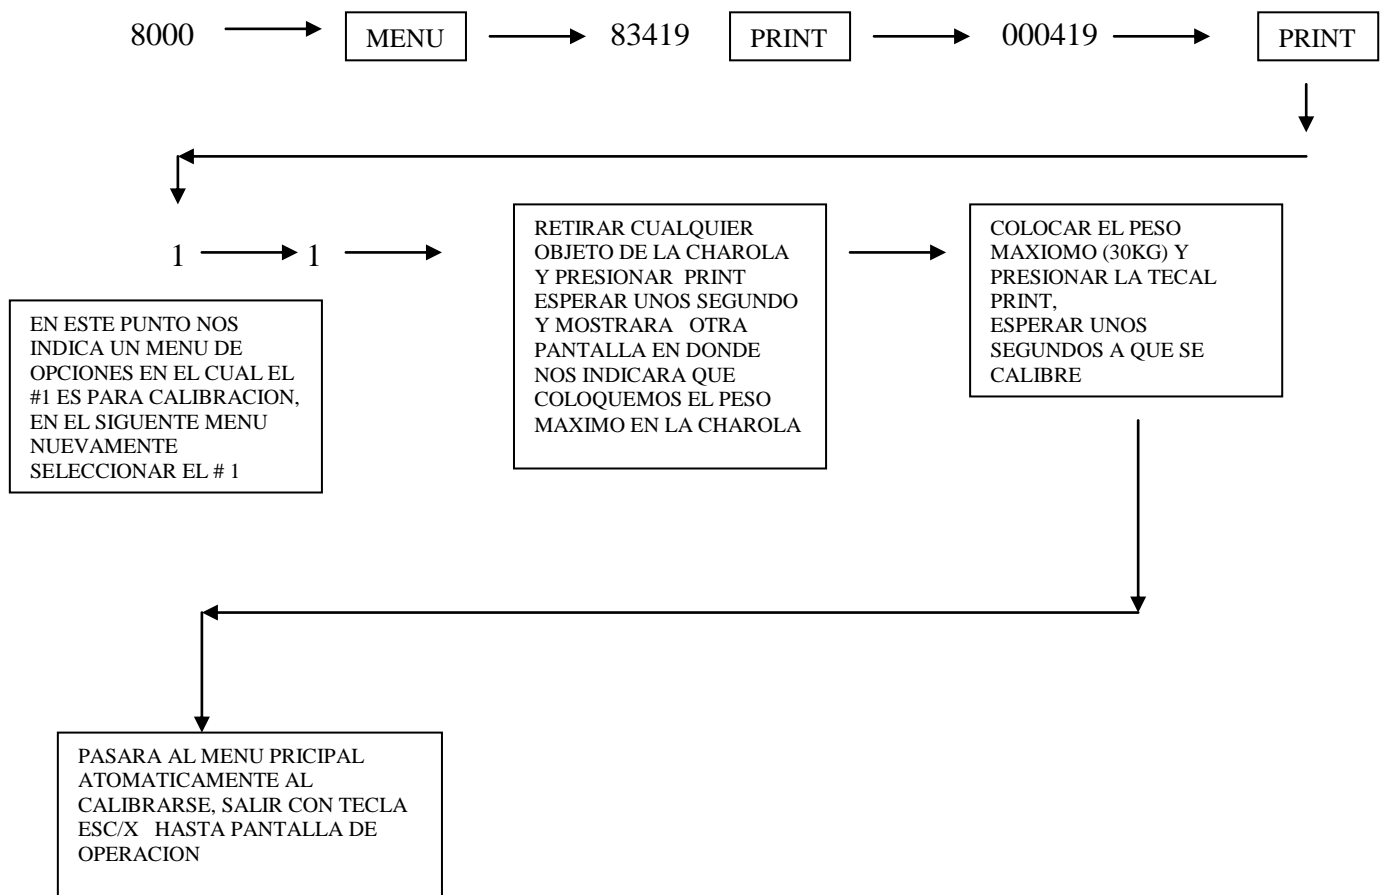 8000 MENU 83419 PRINT 000419 PRINT
1 1
EN ESTE PUNTO NOS
INDICA UN MENU DE
OPCIONES EN EL CUAL EL
#1 ES PARA CALIBRACION,
EN EL SIGUENTE MENU
NUEVAMENTE
SELECCIONAR EL # 1
RETIRAR CUALQUIER
OBJETO DE LA CHAROLA
Y PRESIONAR PRINT
ESPERAR UNOS SEGUNDO
Y MOSTRARA OTRA
PANTALLA EN DONDE
NOS INDICARA QUE
COLOQUEMOS EL PESO
MAXIMO EN LA CHAROLA
COLOCAR EL PESO
MAXIOMO (30KG) Y
PRESIONAR LA TECAL
PRINT,
ESPERAR UNOS
SEGUNDOS A QUE SE
CALIBRE
PASARA AL MENU PRICIPAL
ATOMATICAMENTE AL
CALIBRARSE, SALIR CON TECLA
ESC/X HASTA PANTALLA DE
OPERACION